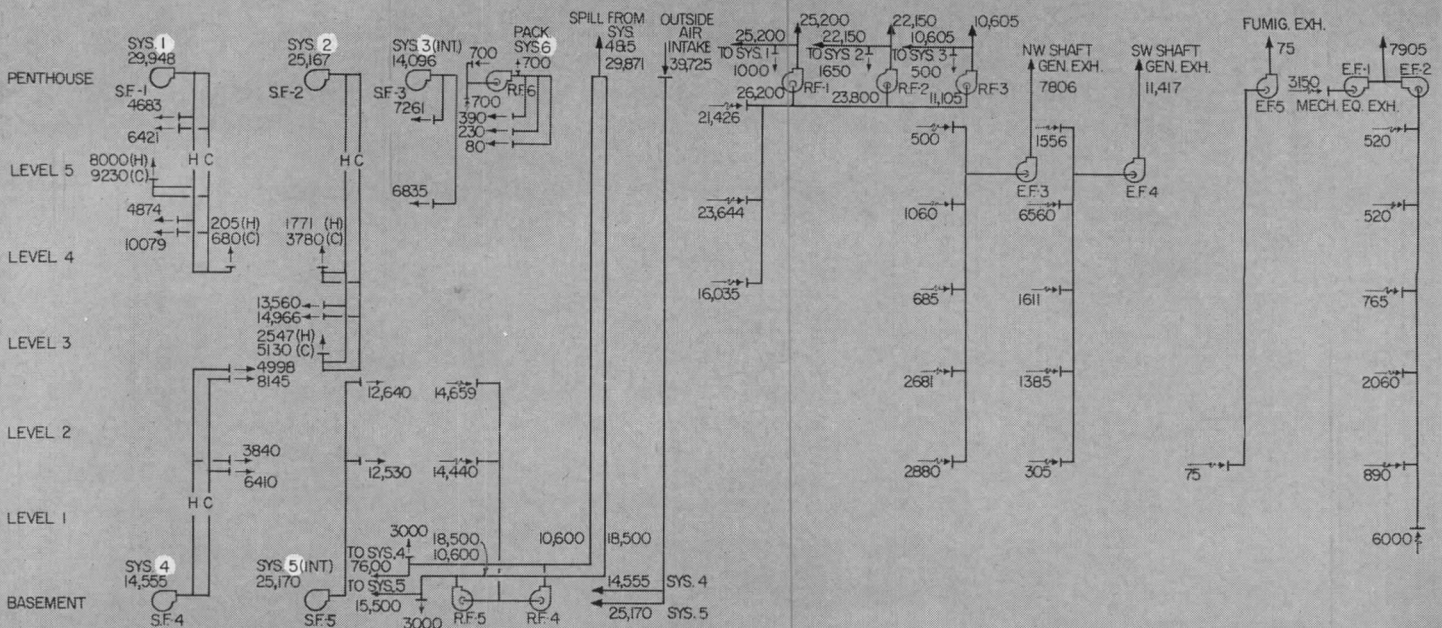 SYS. 1
29,948
S.F-1
4683
6421
8000 (H)
9230 (C)
4874
10079
205 (H)
680 (C)
H C
SYS. 2
25,167
S.F-2
H C
1771 (H)
3780 (C)
13,560
14,966
2547 (H)
5130 (C)
SYS. 3 (INT)
14,096
S.F-3
7261
6835
PACK
SYS 6
700
700
R.F.6
700
390
230
80
SPILL FROM
SYS.
4&5
29,871
OUTSIDE
AIR
INTAKE
39,725
25,200
25,200
TO SYS. 1
1000
26,200
RF-1
22,150
22,150
TO SYS 2
1650
23,800
RF-2
10,605
10,605
TO SYS. 3
500
11,105
RF-3
21,426
23,644
16,035
NW SHAFT
GEN. EXH.
7806
500
1060
685
2681
2880
E.F.3
SW SHAFT
GEN. EXH.
11,417
1556
6560
1611
1385
305
E.F.4
FUMIG. EXH.
75
E.F.5
75
7905
3150
E.F.-1
E.F.-2
MECH. EQ. EXH.
520
520
765
2060
890
6000
PENTHOUSE
LEVEL 5
LEVEL 4
LEVEL 3
LEVEL 2
LEVEL 1
BASEMENT
4998
8145
3840
6410
H C
SYS. 4
14,555
S.F-4
12,640
12,530
SYS. 5 (INT)
25,170
S.F-5
14,659
14,440
3000
18,500
10,600
10,600
18,500
TO SYS. 4
76,00
TO SYS. 5
15,500
3000
R.F-5
R.F-4
14,555 SYS. 4
25,170 SYS. 5